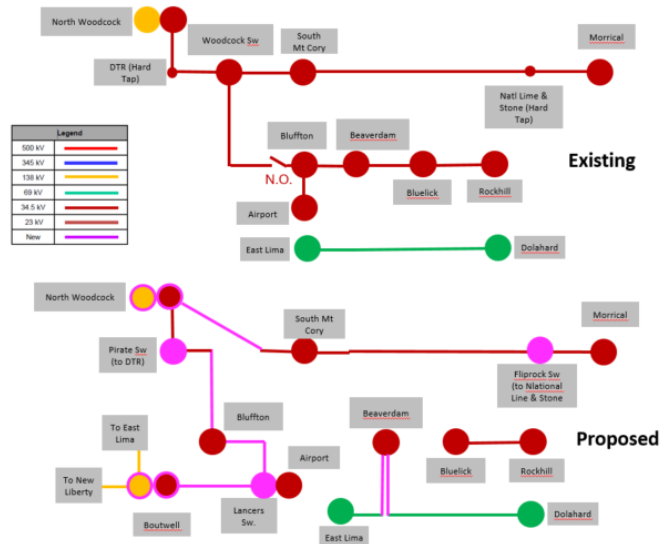 North Woodcock
Woodcock Sw
South
Mt Cory
Morrical
DTR (Hard
Tap)
Natl Lime &
Stone (Hard
Tap)
Legend
500 kV
345 kV
138 kV
69 kV
34.5 kV
23 kV
New
Bluffton
Beaverdam
Existing
N.O.
Bluelick
Rockhill
Airport
East Lima
Dolahard
North Woodcock
South Mt
Cory
Morrical
Pirate Sw
(to DTR)
Fliprock Sw
(to Nlational
Line & Stone
Bluffton
Beaverdam
To East
Lima
Airport
Proposed
To New
Liberty
Bluelick
Rockhill
Boutwell
Lancers
Sw.
East Lima
Dolahard